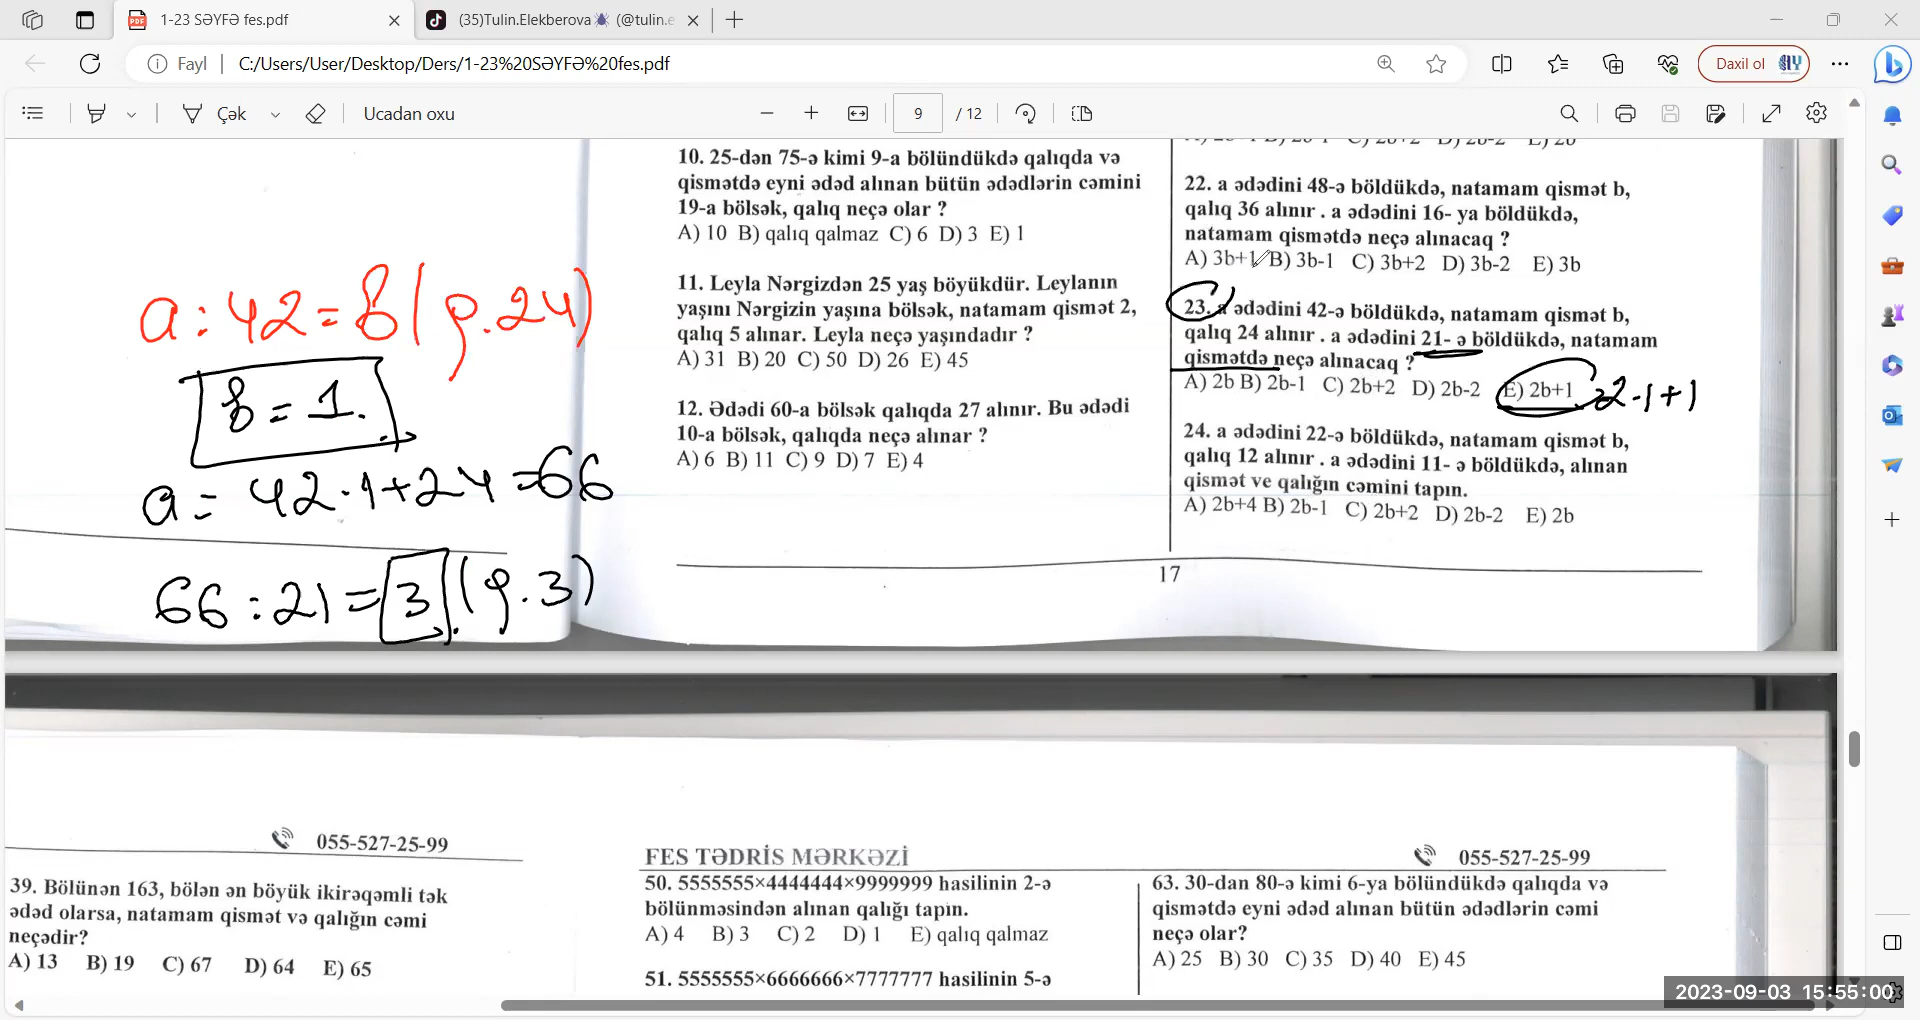 1-23 SƏYFƏ fes.pdf
(35)Tulin.Elekberova🕷 (@tulin.e
Fayl
C:/Users/User/Desktop/Ders/1-23%20SƏYFƏ%20fes.pdf
Daxil ol
Çək
Ucadan oxu
9 / 12
a : 42 = b (q. 24)
b = 1.
a = 42 · 1 + 24 = 66
66 : 21 = 3 (q. 3)
10. 25-dən 75-ə kimi 9-a bölündükdə qalıqda və
qismətdə eyni ədəd alınan bütün ədədlərin cəmini
19-a bölsək, qalıq neçə olar ?
A) 10 B) qalıq qalmaz C) 6 D) 3 E) 1
11. Leyla Nərgizdən 25 yaş böyükdür. Leylanın
yaşını Nərgizin yaşına bölsək, natamam qismət 2,
qalıq 5 alınar. Leyla neçə yaşındadır ?
A) 31 B) 20 C) 50 D) 26 E) 45
12. Ədədi 60-a bölsək qalıqda 27 alınır. Bu ədədi
10-a bölsək, qalıqda neçə alınar ?
A) 6 B) 11 C) 9 D) 7 E) 4
22. a ədədini 48-ə böldükdə, natamam qismət b,
qalıq 36 alınır . a ədədini 16- ya böldükdə,
natamam qismətdə neçə alınacaq ?
A) 3b+1 B) 3b-1 C) 3b+2 D) 3b-2 E) 3b
23. a ədədini 42-ə böldükdə, natamam qismət b,
qalıq 24 alınır . a ədədini 21- ə böldükdə, natamam
qismətdə neçə alınacaq ?
A) 2b B) 2b-1 C) 2b+2 D) 2b-2 E) 2b+1 = 2·1+1
24. a ədədini 22-ə böldükdə, natamam qismət b,
qalıq 12 alınır . a ədədini 11- ə böldükdə, alınan
qismət ve qalığın cəmini tapın.
A) 2b+4 B) 2b-1 C) 2b+2 D) 2b-2 E) 2b
17
055-527-25-99
39. Bölünən 163, bölən ən böyük ikirəqəmli tək
ədəd olarsa, natamam qismət və qalığın cəmi
neçədir?
A) 13 B) 19 C) 67 D) 64 E) 65
FES TƏDRİS MƏRKƏZİ
055-527-25-99
50. 5555555×4444444×9999999 hasilinin 2-ə
bölünməsindən alınan qalığı tapın.
A) 4 B) 3 C) 2 D) 1 E) qalıq qalmaz
51. 5555555×6666666×7777777 hasilinin 5-ə
63. 30-dan 80-ə kimi 6-ya bölündükdə qalıqda və
qismətdə eyni ədəd alınan bütün ədədlərin cəmi
neçə olar?
A) 25 B) 30 C) 35 D) 40 E) 45
2023-09-03 15:55:00